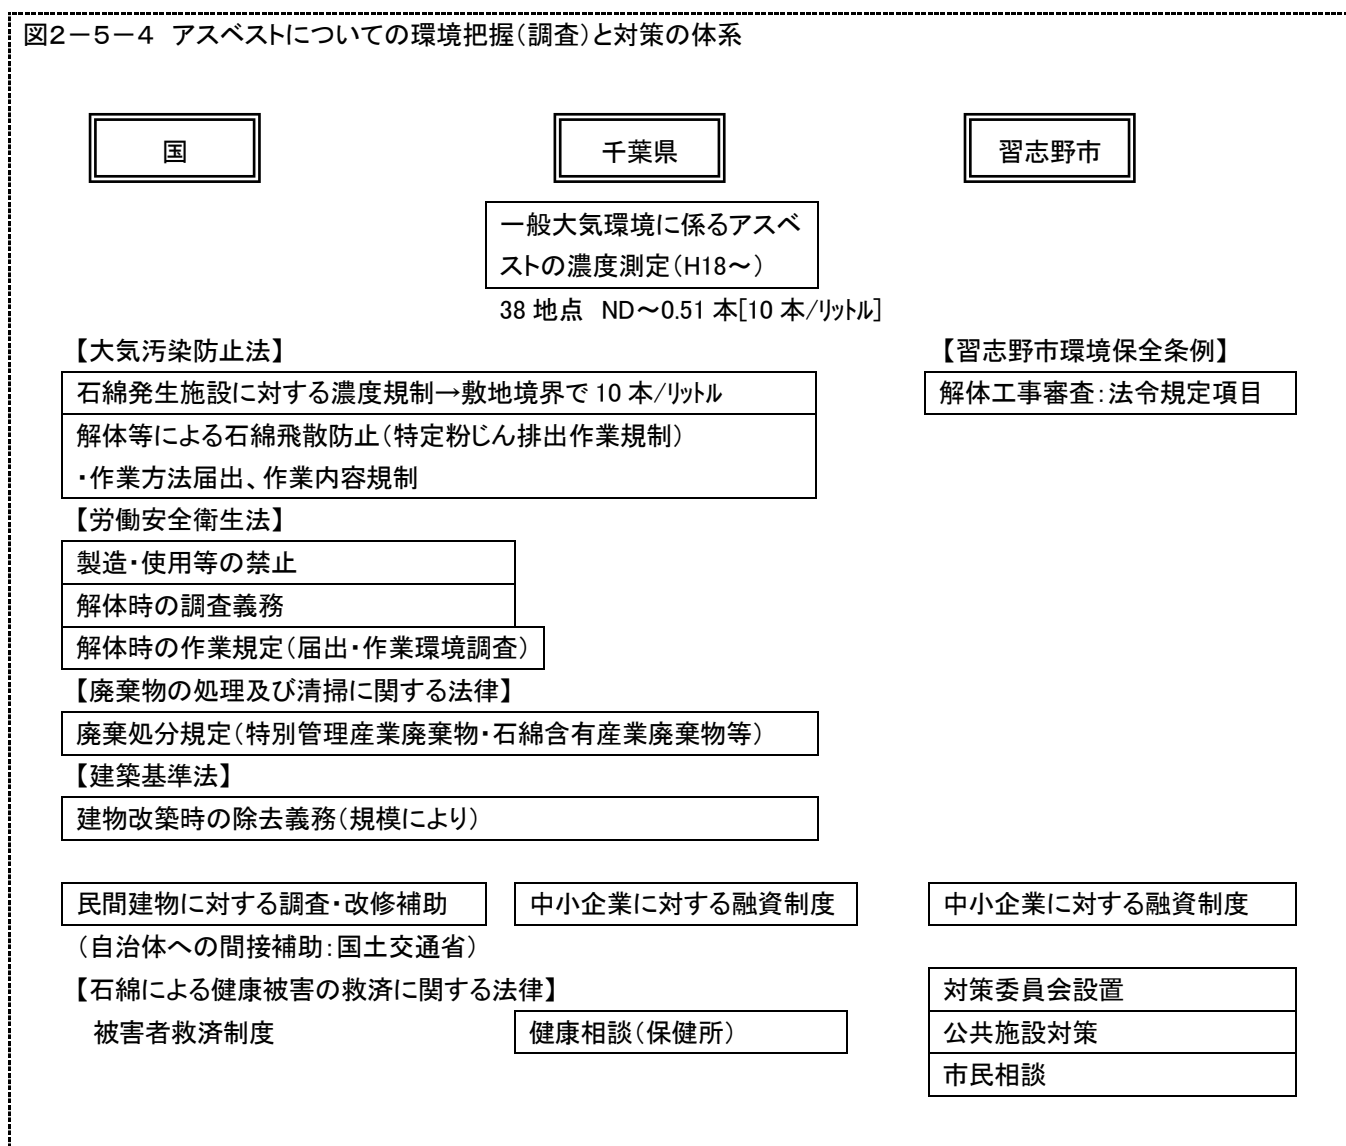 図2－5－4 アスベストについての環境把握（調査）と対策の体系
国 千葉県 習志野市
一般大気環境に係るアスベ
ストの濃度測定（H18～）
38 地点 ND～0.51 本[10 本/リットル]
【大気汚染防止法】 【習志野市環境保全条例】
石綿発生施設に対する濃度規制→敷地境界で 10 本/リットル 解体工事審査：法令規定項目
解体等による石綿飛散防止（特定粉じん排出作業規制）
・作業方法届出、作業内容規制
【労働安全衛生法】
製造・使用等の禁止
解体時の調査義務
解体時の作業規定（届出・作業環境調査）
【廃棄物の処理及び清掃に関する法律】
廃棄処分規定（特別管理産業廃棄物・石綿含有産業廃棄物等）
【建築基準法】
建物改築時の除去義務（規模により）
民間建物に対する調査・改修補助 中小企業に対する融資制度 中小企業に対する融資制度
（自治体への間接補助：国土交通省）
【石綿による健康被害の救済に関する法律】 対策委員会設置
被害者救済制度 健康相談（保健所） 公共施設対策
市民相談